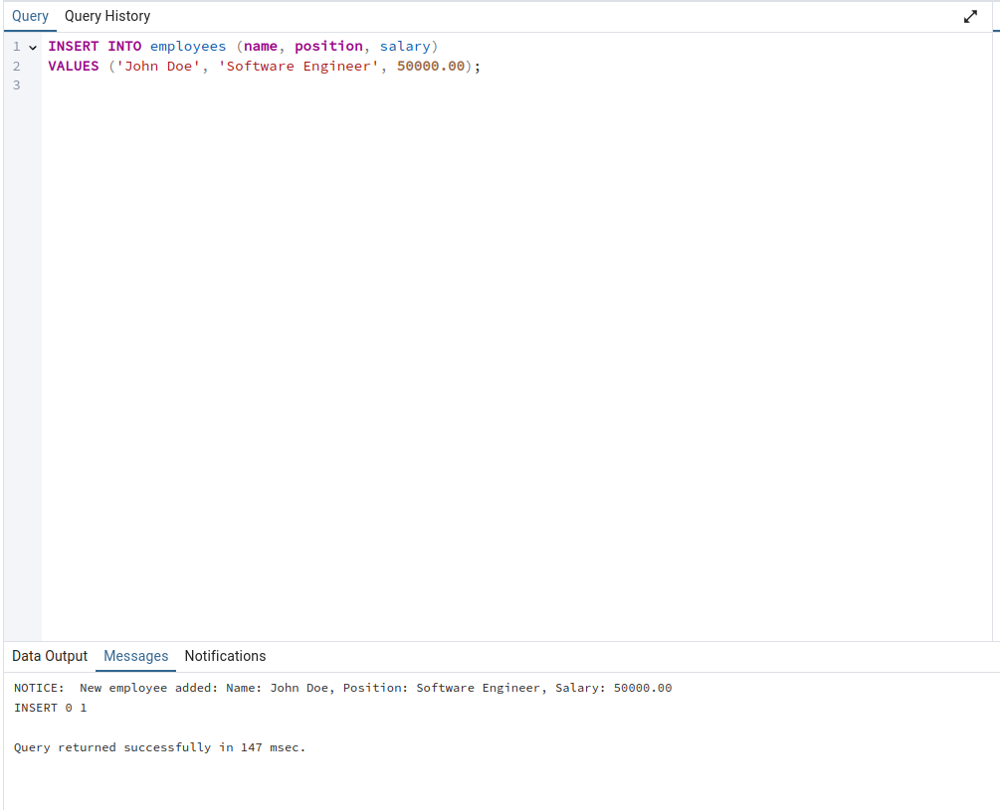 Query Query History
1 INSERT INTO employees (name, position, salary)
2 VALUES ('John Doe', 'Software Engineer', 50000.00);
3
Data Output Messages Notifications
NOTICE:  New employee added: Name: John Doe, Position: Software Engineer, Salary: 50000.00
INSERT 0 1
Query returned successfully in 147 msec.